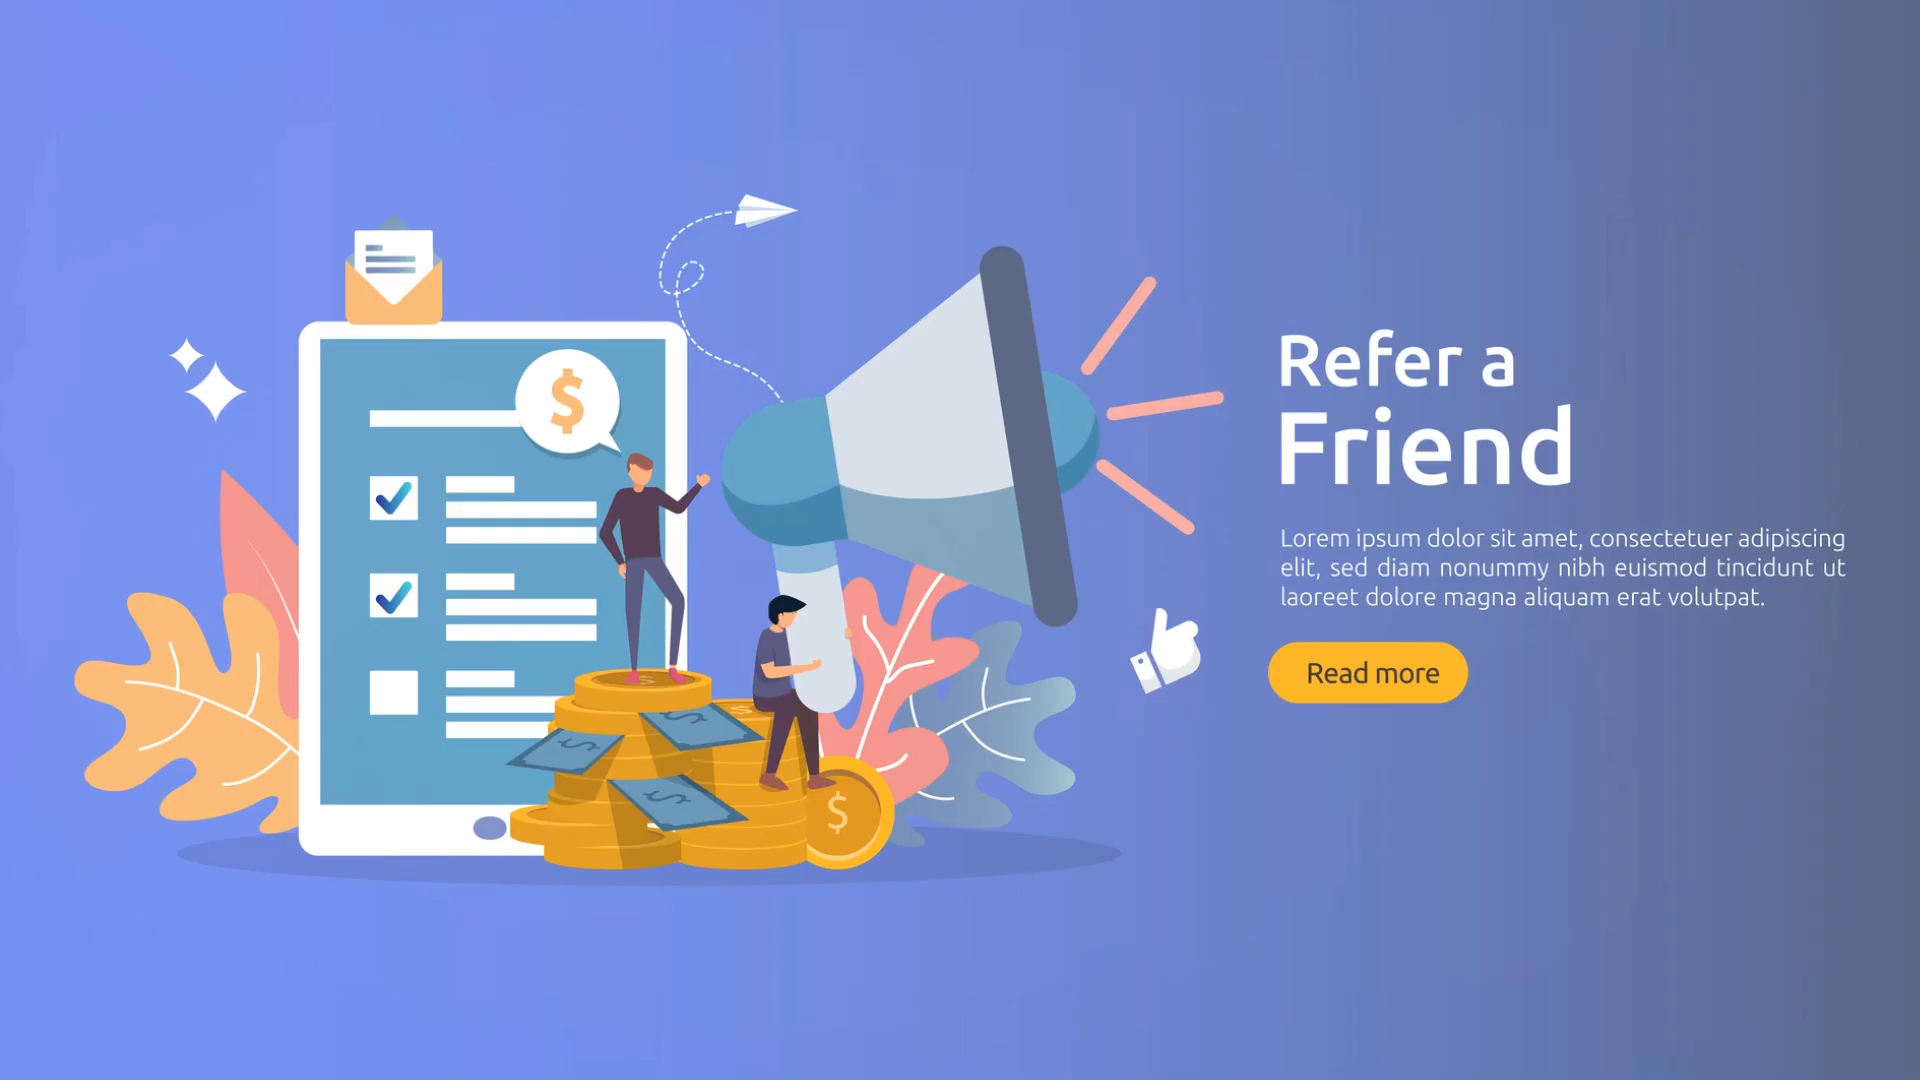 $
Refer a
Friend
Lorem ipsum dolor sit amet, consectetuer adipiscing
elit, sed diam nonummy nibh euismod tincidunt ut
laoreet dolore magna aliquam erat volutpat.
Read more
$
$
$
$
$
$